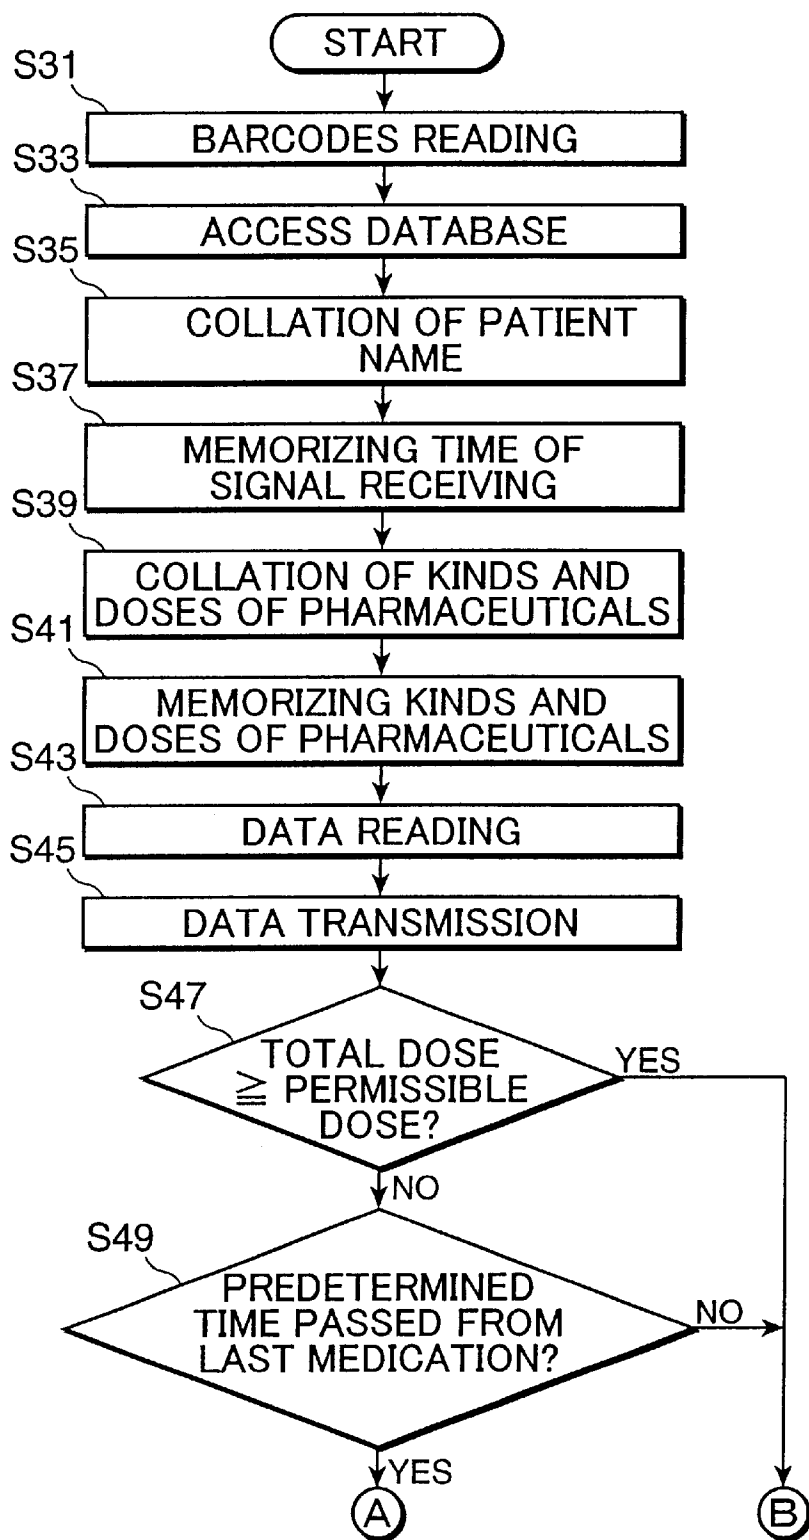 START
S31
BARCODES READING
S33
ACCESS DATABASE
S35
COLLATION OF PATIENT
NAME
S37
MEMORIZING TIME OF
SIGNAL RECEIVING
S39
COLLATION OF KINDS AND
DOSES OF PHARMACEUTICALS
S41
MEMORIZING KINDS AND
DOSES OF PHARMACEUTICALS
S43
DATA READING
S45
DATA TRANSMISSION
S47
TOTAL DOSE
≧ PERMISSIBLE
DOSE?
YES
NO
S49
PREDETERMINED
TIME PASSED FROM
LAST MEDICATION?
NO
YES
A
B